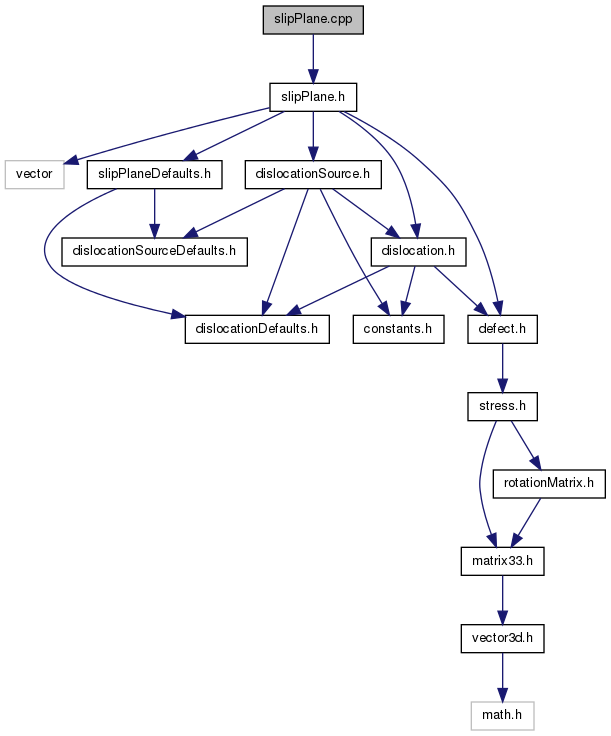 slipPlane.cpp
slipPlane.h
vector
slipPlaneDefaults.h
dislocationSource.h
dislocationSourceDefaults.h
dislocation.h
dislocationDefaults.h
constants.h
defect.h
stress.h
rotationMatrix.h
matrix33.h
vector3d.h
math.h